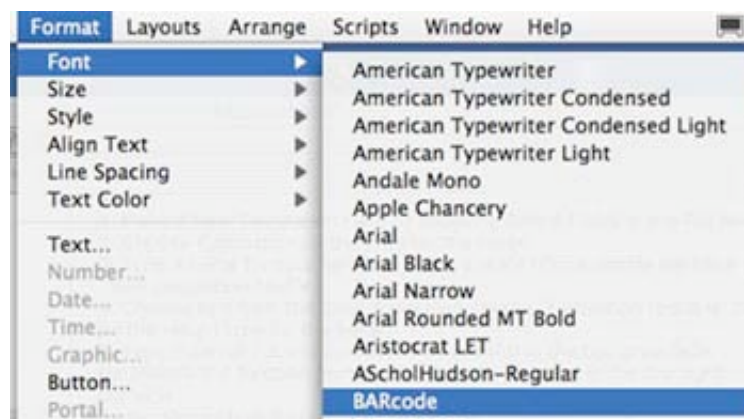 Format Layouts Arrange Scripts Window Help
Font
Size
Style
Align Text
Line Spacing
Text Color
Text...
Number...
Date...
Time...
Graphic...
Button...
Portal...
American Typewriter
American Typewriter Condensed
American Typewriter Condensed Light
American Typewriter Light
Andale Mono
Apple Chancery
Arial
Arial Black
Arial Narrow
Arial Rounded MT Bold
Aristocrat LET
AScholHudson-Regular
BARcode